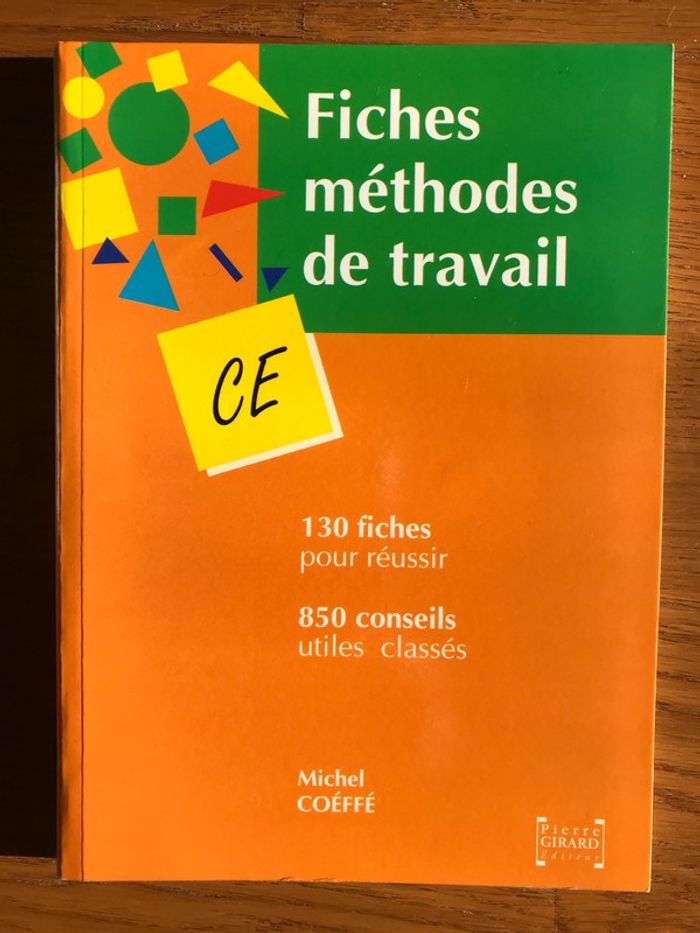 Fiches
méthodes
de travail
CE
130 fiches
pour réussir
850 conseils
utiles classés
Michel
COÉFFÉ
Pierre
GIRARD
Éditeur